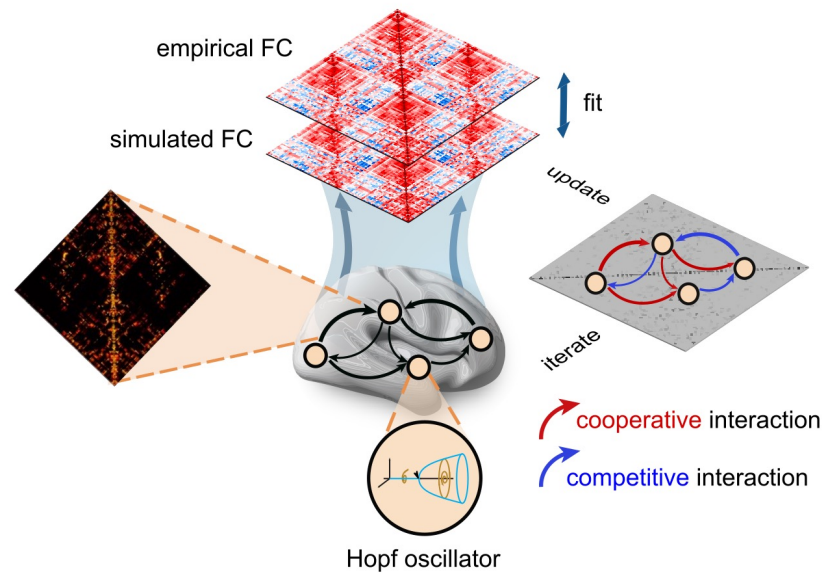 empirical FC
simulated FC
fit
update
iterate
cooperative interaction
competitive interaction
Hopf oscillator